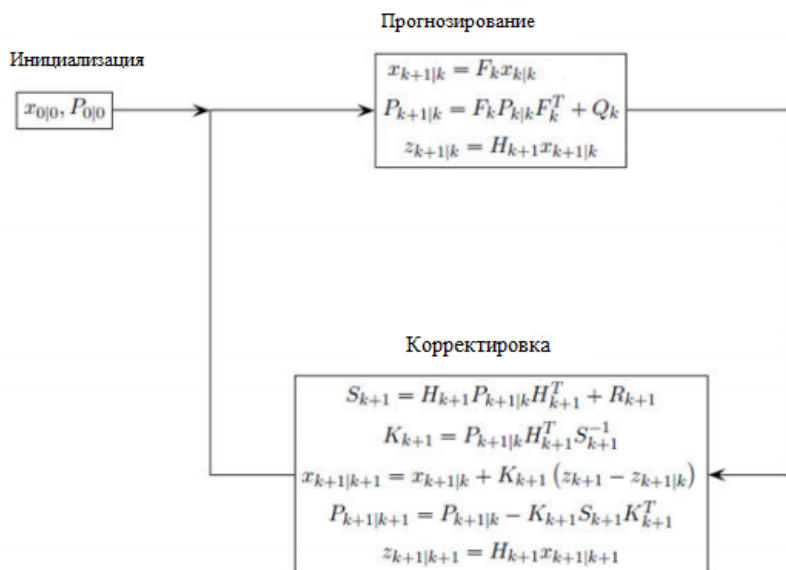 Прогнозирование
Инициализация
x_{0|0}, P_{0|0}
x_{k+1|k} = F_k x_{k|k}
P_{k+1|k} = F_k P_{k|k} F_k^T + Q_k
z_{k+1|k} = H_{k+1} x_{k+1|k}
Корректировка
S_{k+1} = H_{k+1} P_{k+1|k} H_{k+1}^T + R_{k+1}
K_{k+1} = P_{k+1|k} H_{k+1}^T S_{k+1}^{-1}
x_{k+1|k+1} = x_{k+1|k} + K_{k+1} (z_{k+1} − z_{k+1|k})
P_{k+1|k+1} = P_{k+1|k} − K_{k+1} S_{k+1} K_{k+1}^T
z_{k+1|k+1} = H_{k+1} x_{k+1|k+1}